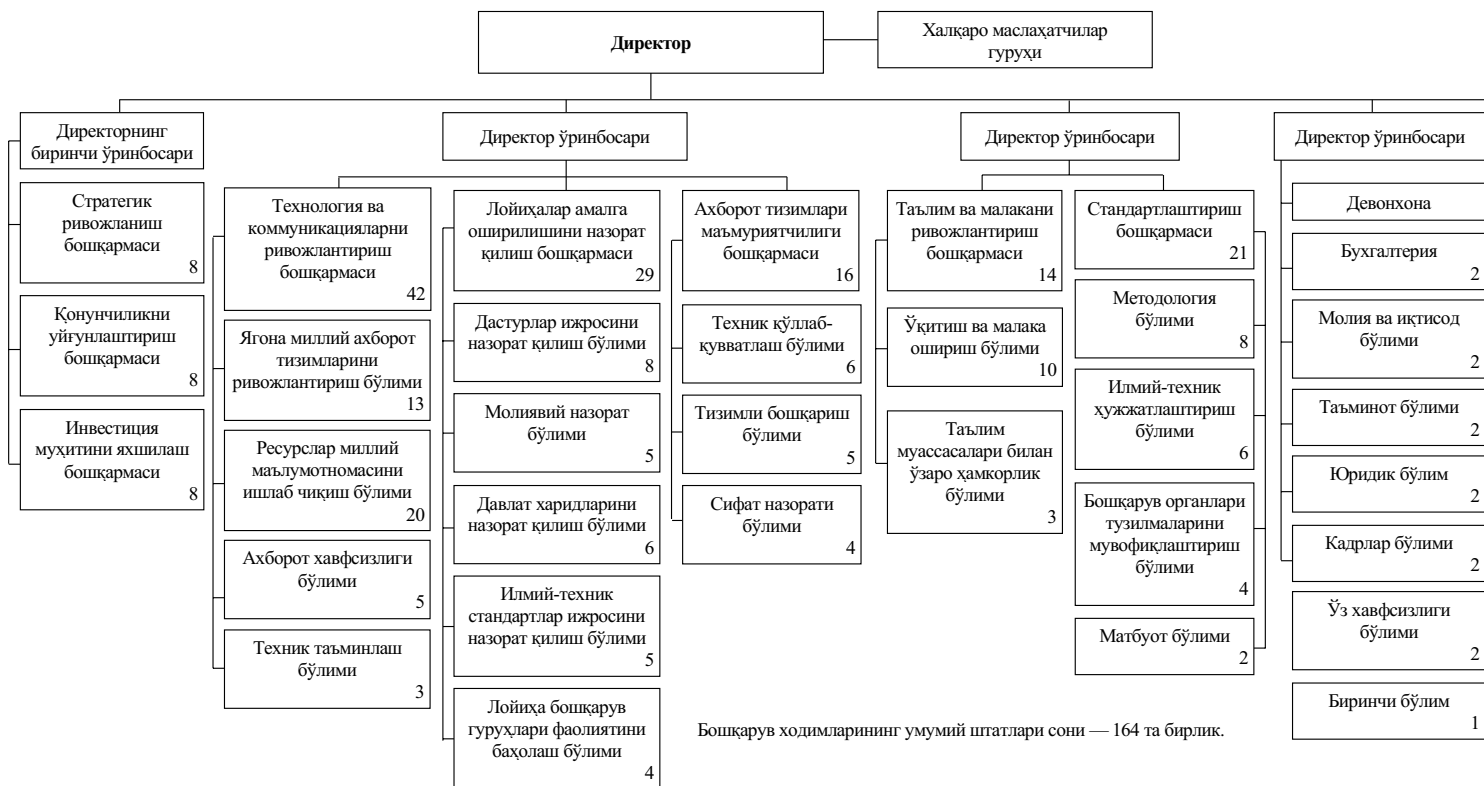 Директор
Халқаро маслаҳатчилар
гуруҳи
Директорнинг
биринчи ўринбосари
Директор ўринбосари
Директор ўринбосари
Директор ўринбосари
Стратегик
ривожланиш
бошқармаси
8
Қонунчиликни
уйғунлаштириш
бошқармаси
8
Инвестиция
муҳитини яхшилаш
бошқармаси
8
Технология ва
коммуникацияларни
ривожлантириш
бошқармаси
42
Ягона миллий ахборот
тизимларини
ривожлантириш бўлими
13
Ресурслар миллий
маълумотномасини
ишлаб чиқиш бўлими
20
Ахборот хавфсизлиги
бўлими
5
Техник таъминлаш
бўлими
3
Лойиҳалар амалга
оширилишини назорат
қилиш бошқармаси
29
Дастурлар ижросини
назорат қилиш бўлими
8
Молиявий назорат
бўлими
5
Давлат харидларини
назорат қилиш бўлими
6
Илмий-техник
стандартлар ижросини
назорат қилиш бўлими
5
Лойиҳа бошқарув
гуруҳлари фаолиятини
баҳолаш бўлими
4
Ахборот тизимлари
маъмуриятчилиги
бошқармаси
16
Техник қўллаб-
қувватлаш бўлими
6
Тизимли бошқариш
бўлими
5
Сифат назорати
бўлими
4
Таълим ва малакани
ривожлантириш
бошқармаси
14
Ўқитиш ва малака
ошириш бўлими
10
Таълим
муассасалари билан
ўзаро ҳамкорлик
бўлими
3
Стандартлаштириш
бошқармаси
21
Методология
бўлими
8
Илмий-техник
ҳужжатлаштириш
бўлими
6
Бошқарув органлари
тузилмаларини
мувофиқлаштириш
бўлими
4
Матбуот бўлими
2
Девонхона
Бухгалтерия
2
Молия ва иқтисод
бўлими
2
Таъминот бўлими
2
Юридик бўлим
2
Кадрлар бўлими
2
Ўз хавфсизлиги
бўлими
2
Биринчи бўлим
1
Бошқарув ходимларининг умумий штатлари сони — 164 та бирлик.